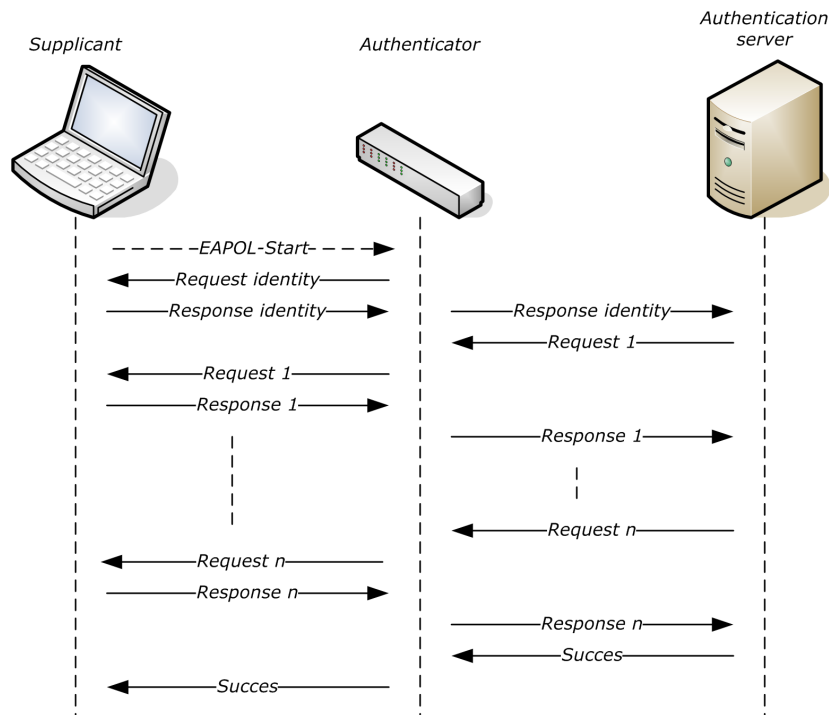 Supplicant
Authenticator
Authentication
server
EAPOL-Start
Request identity
Response identity
Response identity
Request 1
Request 1
Response 1
Response 1
Request n
Request n
Response n
Response n
Succes
Succes